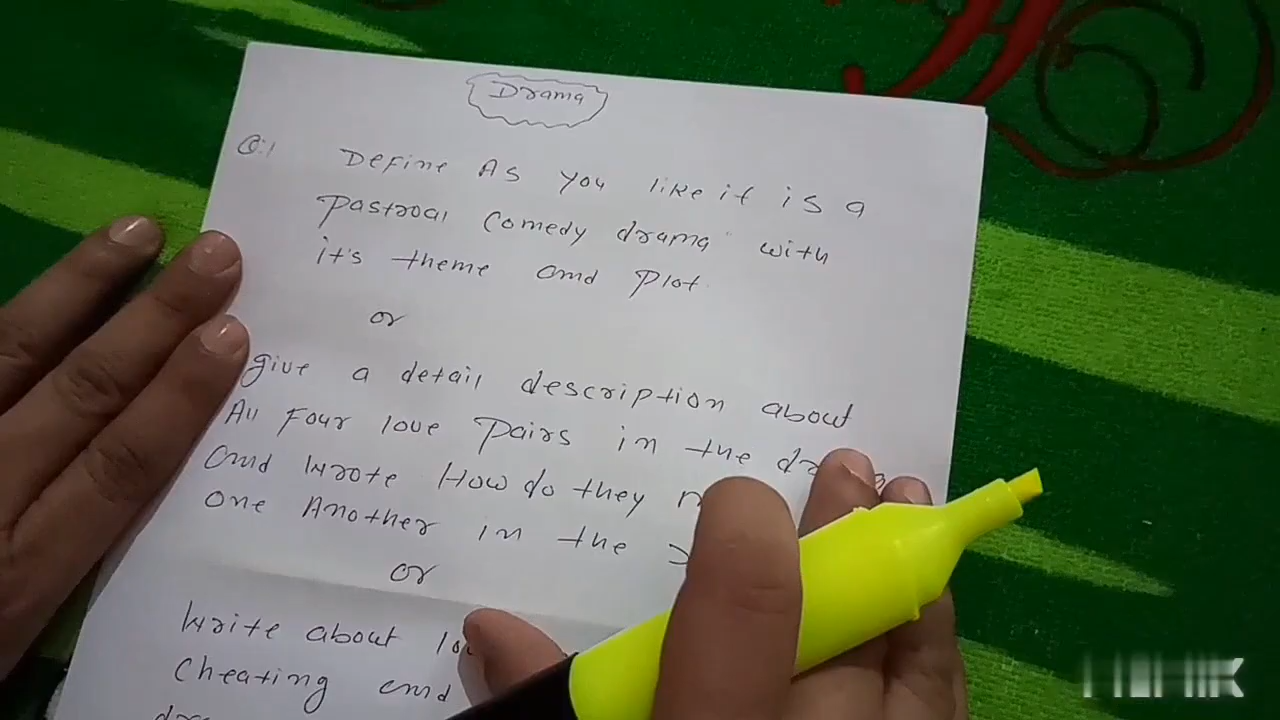 Drama
Q:1 Define As you like it is a
Pastroal Comedy drama with
it's theme and Plot.
or
give a detail description about
All Four love Pairs in the
and wrote How do they
one Another in the
or
Write about
Cheating and